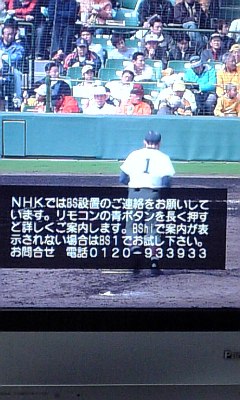 1
NHKではBS設置のご連絡をお願いして
います。リモコンの青ボタンを長く押す
と詳しくご案内します。BShiで案内が表
示されない場合はBS1でお試し下さい。
お問合せ　電話0120-933933